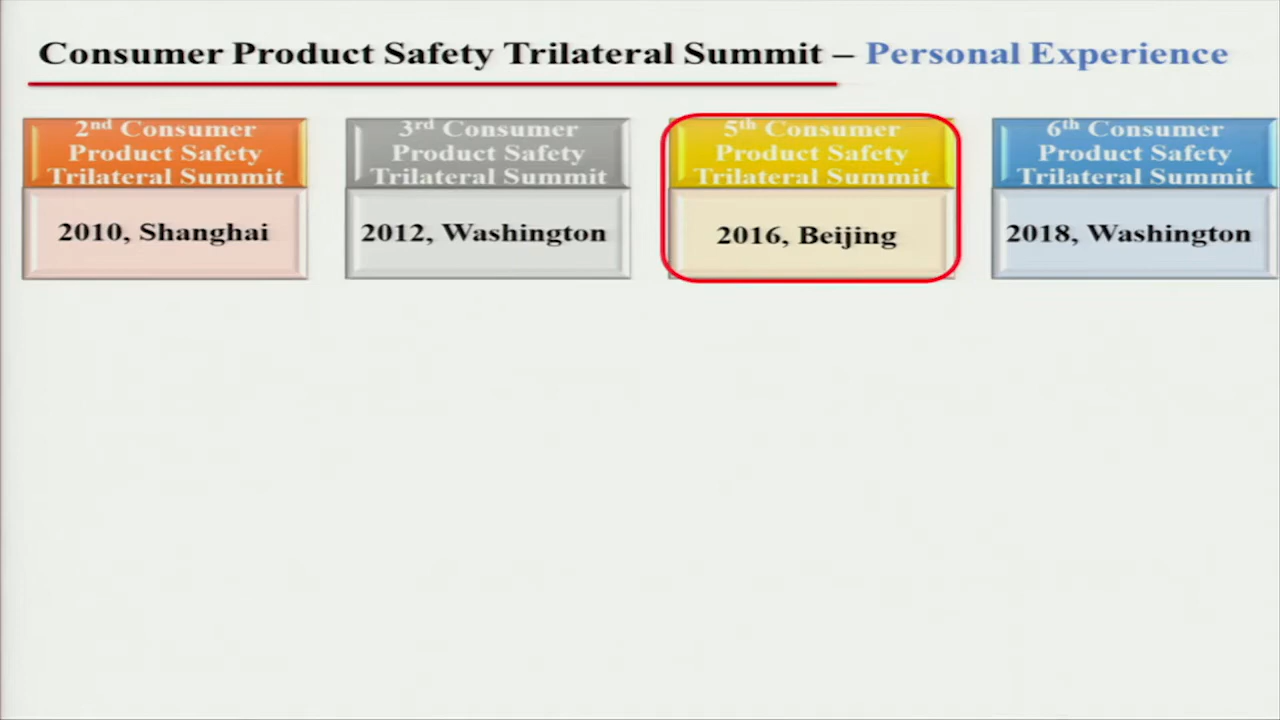 Consumer Product Safety Trilateral Summit – Personal Experience
2nd Consumer
Product Safety
Trilateral Summit
2010, Shanghai
3rd Consumer
Product Safety
Trilateral Summit
2012, Washington
5th Consumer
Product Safety
Trilateral Summit
2016, Beijing
6th Consumer
Product Safety
Trilateral Summit
2018, Washington